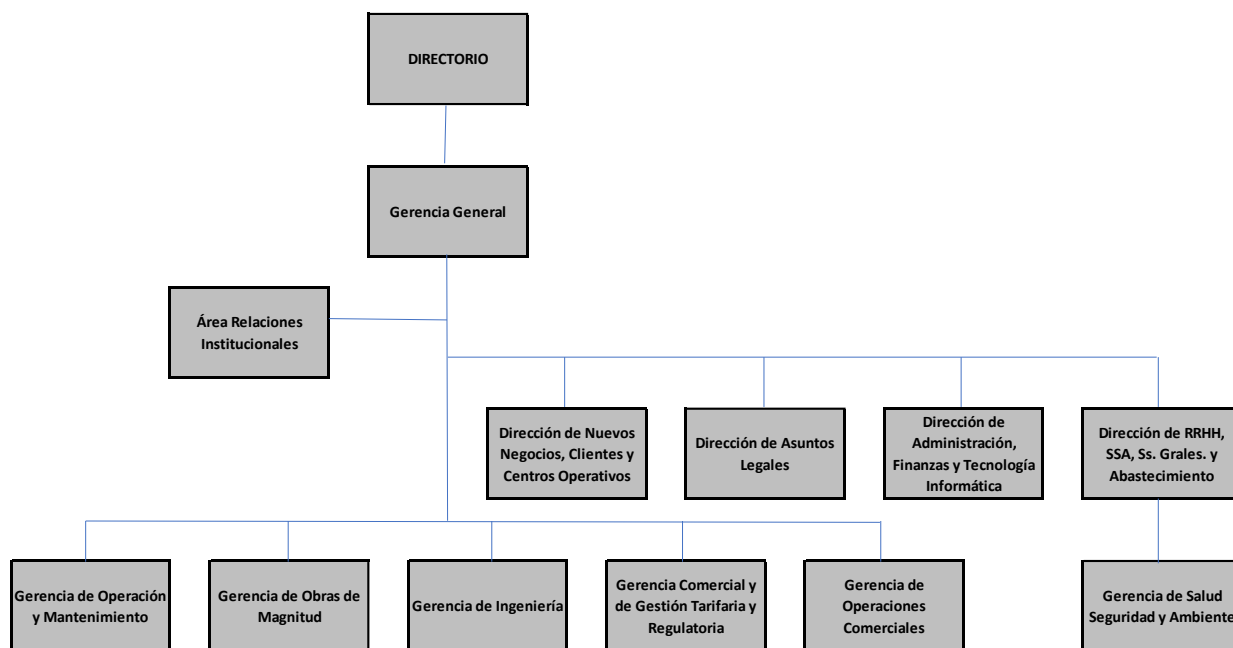 DIRECTORIO
Gerencia General
Área Relaciones
Institucionales
Dirección de Nuevos
Negocios, Clientes y
Centros Operativos
Dirección de Asuntos
Legales
Dirección de
Administración,
Finanzas y Tecnología
Informática
Dirección de RRHH,
SSA, Ss. Grales. y
Abastecimiento
Gerencia de Operación
y Mantenimiento
Gerencia de Obras de
Magnitud
Gerencia de Ingeniería
Gerencia Comercial y
de Gestión Tarifaria y
Regulatoria
Gerencia de
Operaciones
Comerciales
Gerencia de Salud
Seguridad y Ambiente